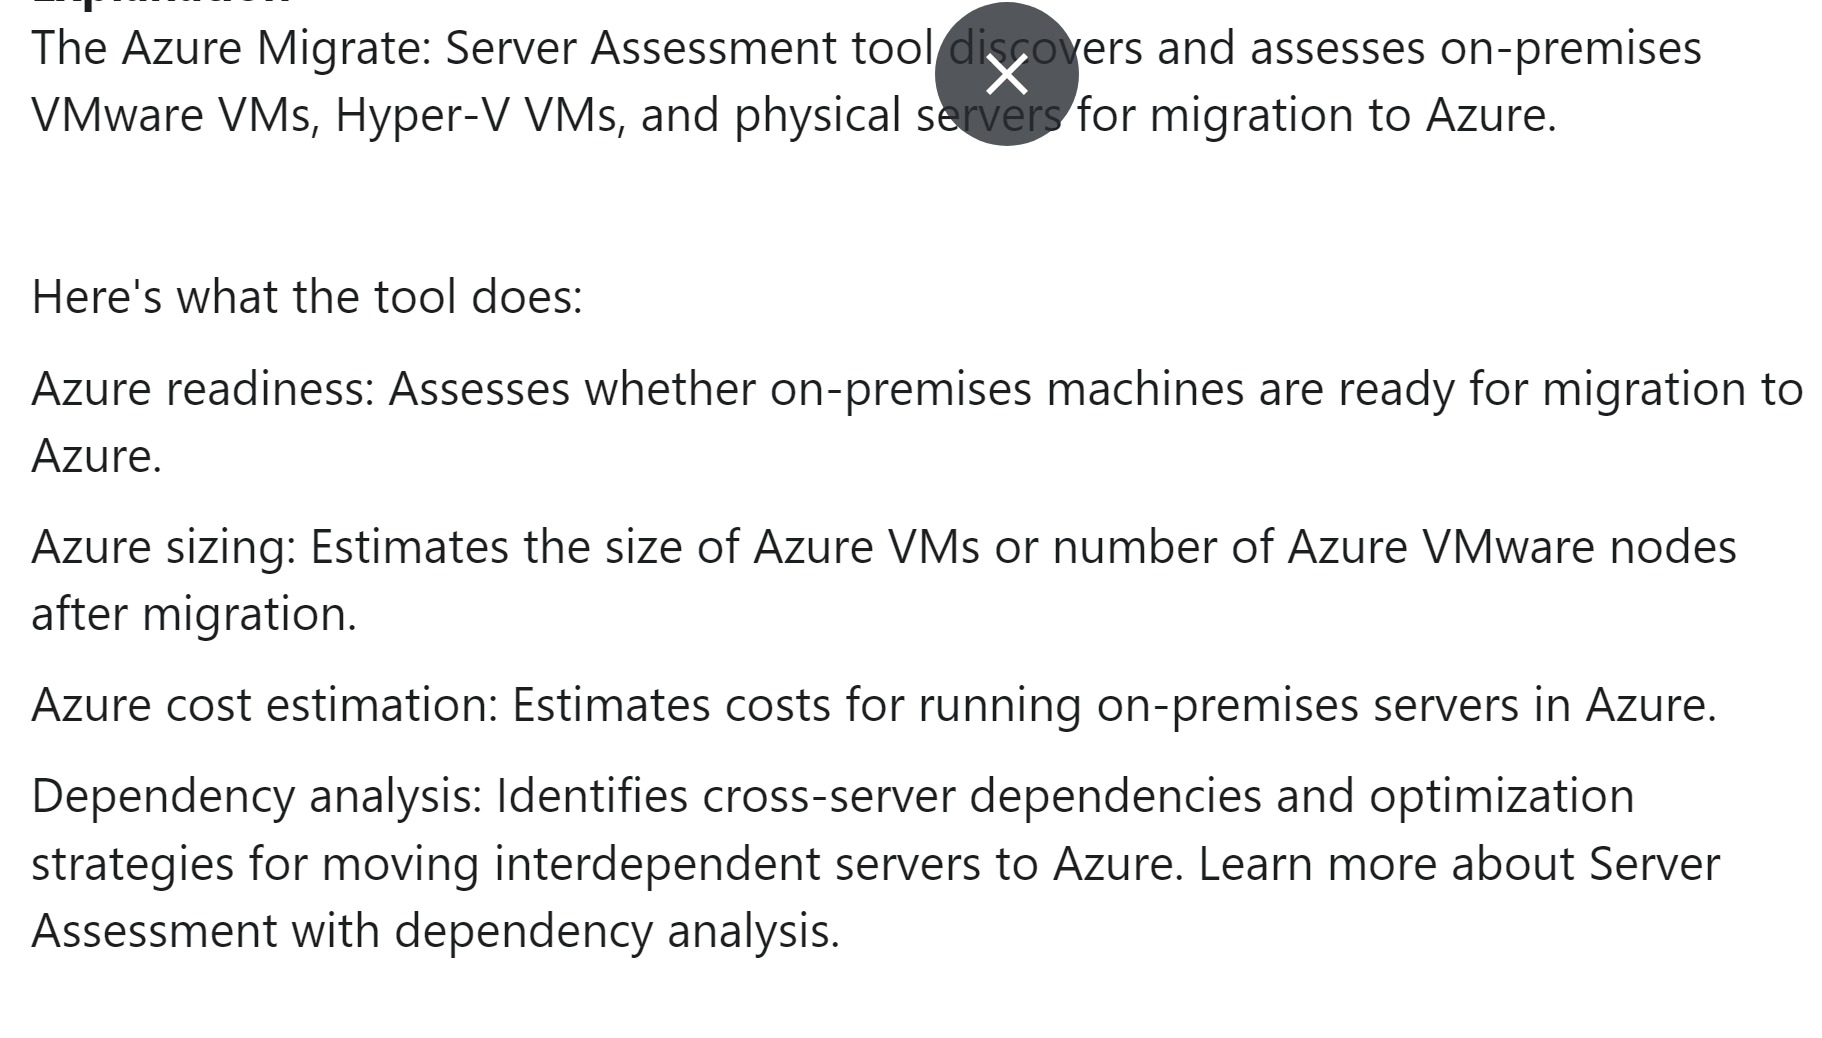 The Azure Migrate: Server Assessment tool discovers and assesses on-premises
VMware VMs, Hyper-V VMs, and physical servers for migration to Azure.
Here's what the tool does:
Azure readiness: Assesses whether on-premises machines are ready for migration to
Azure.
Azure sizing: Estimates the size of Azure VMs or number of Azure VMware nodes
after migration.
Azure cost estimation: Estimates costs for running on-premises servers in Azure.
Dependency analysis: Identifies cross-server dependencies and optimization
strategies for moving interdependent servers to Azure. Learn more about Server
Assessment with dependency analysis.